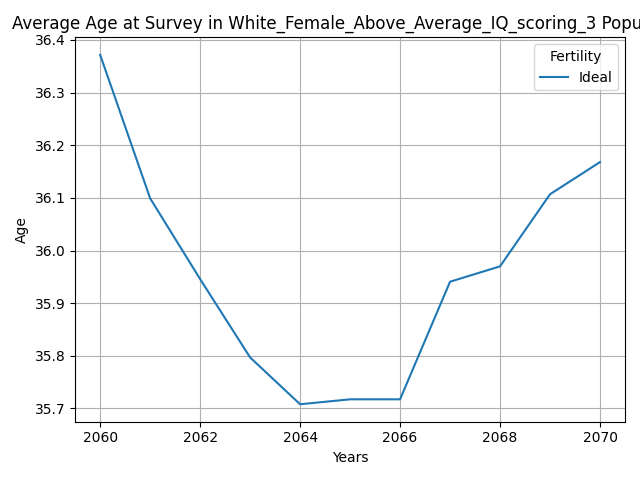 Average Age at Survey in White_Female_Above_Average_IQ_scoring_3 Popu
36.4
36.3
36.2
36.1
36.0
35.9
35.8
35.7
Age
Fertility
Ideal
2060 2062 2064 2066 2068 2070
Years